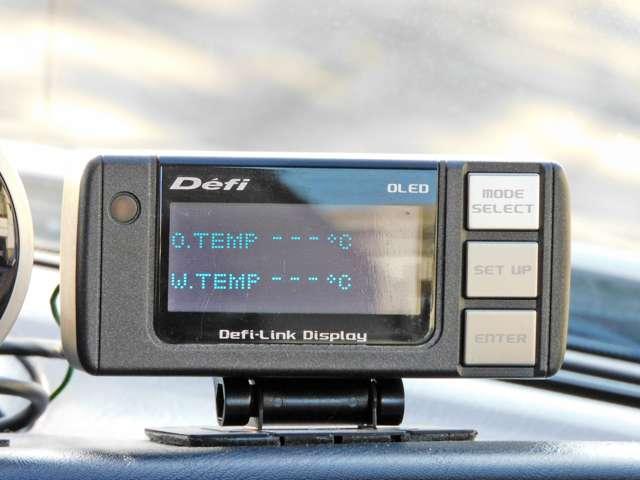 Défi
OLED
O.TEMP ---°C
W.TEMP ---°C
Defi-Link Display
MODE
SELECT
SET UP
ENTER